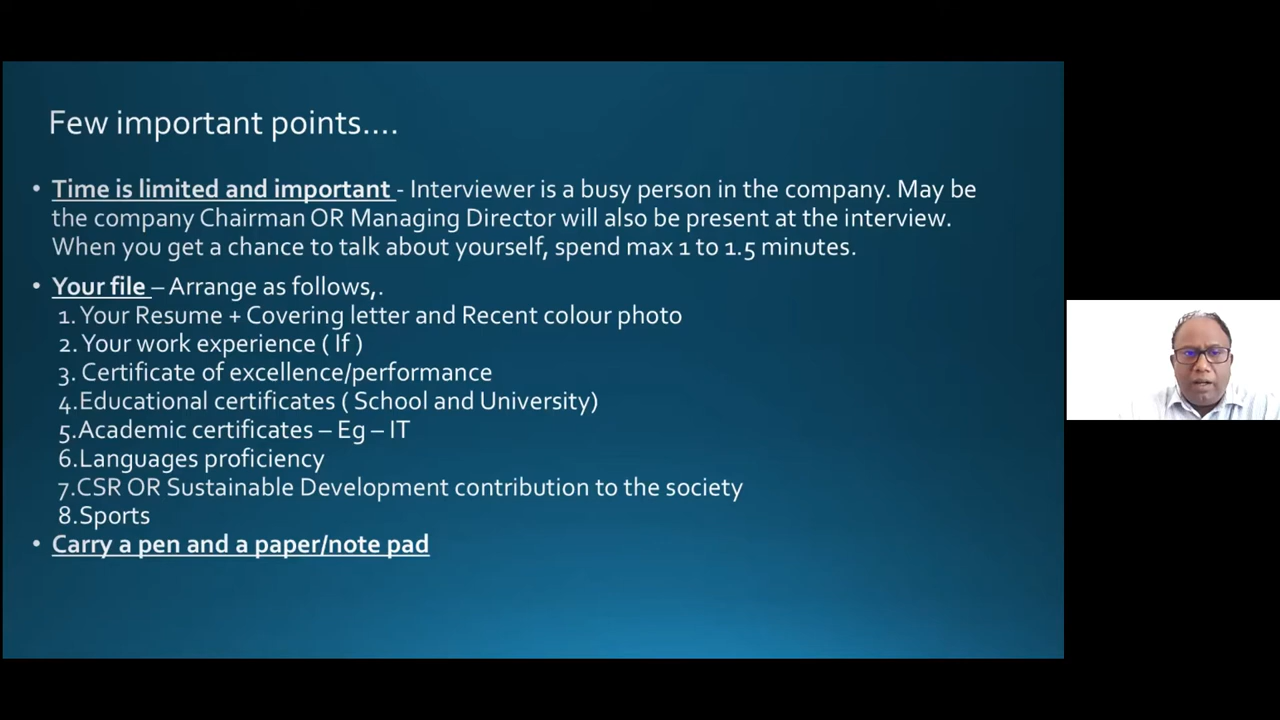 Few important points....
• Time is limited and important - Interviewer is a busy person in the company. May be
the company Chairman OR Managing Director will also be present at the interview.
When you get a chance to talk about yourself, spend max 1 to 1.5 minutes.
• Your file – Arrange as follows,.
1. Your Resume + Covering letter and Recent colour photo
2. Your work experience ( If )
3. Certificate of excellence/performance
4.Educational certificates ( School and University)
5.Academic certificates – Eg – IT
6.Languages proficiency
7.CSR OR Sustainable Development contribution to the society
8.Sports
• Carry a pen and a paper/note pad